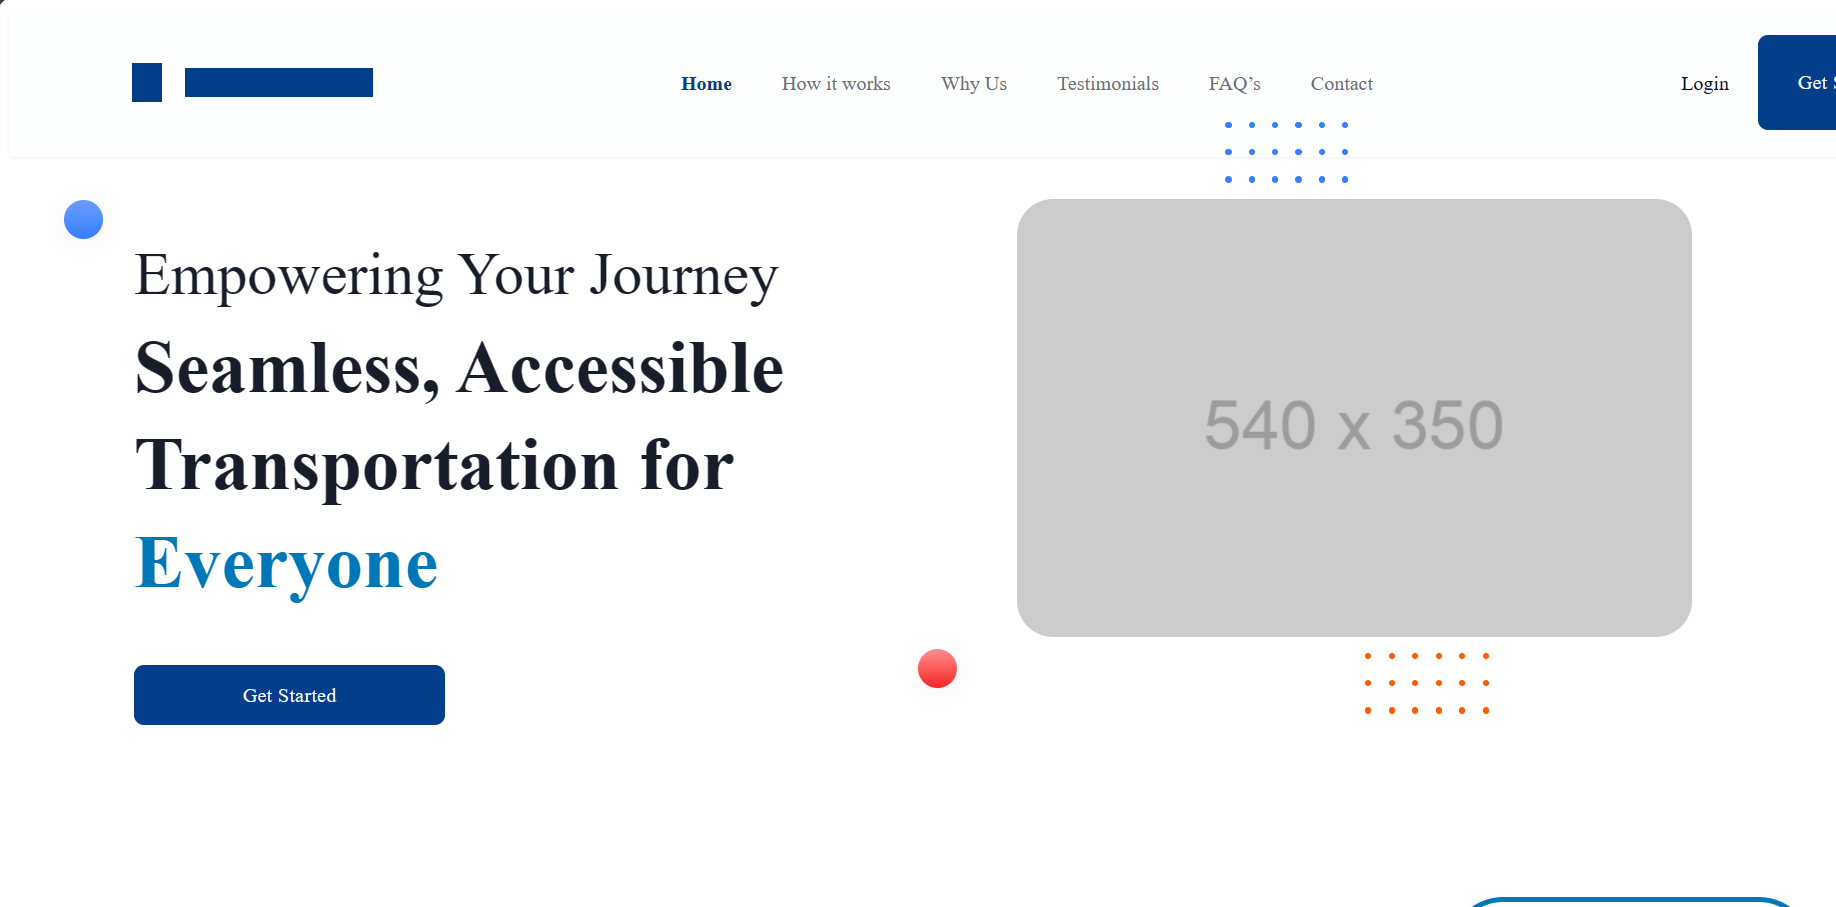 Home How it works Why Us Testimonials FAQ’s Contact Login Get
Empowering Your Journey
Seamless, Accessible
Transportation for
Everyone
540 x 350
Get Started